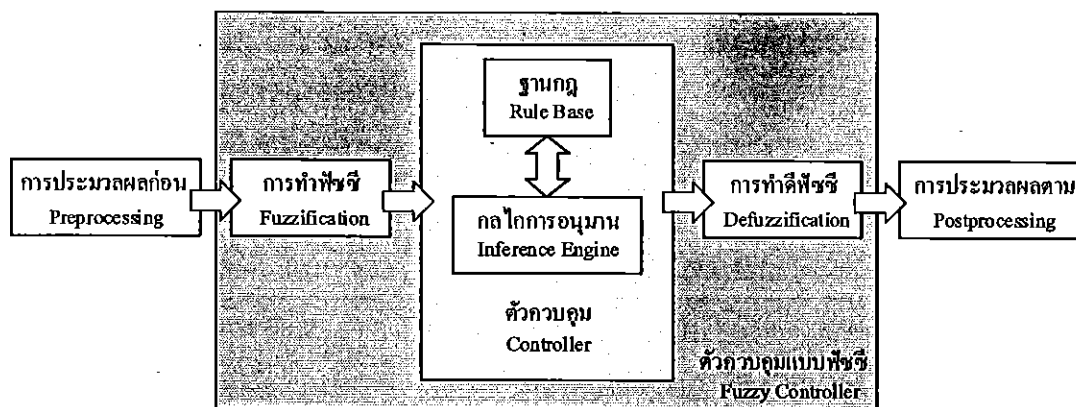 ฐานกฎ
Rule Base
การประมวลผลก่อน
Preprocessing
การทำฟัซซี
Fuzzification
กลไกการอนุมาน
Inference Engine
การทำดีฟัซซี
Defuzzification
การประมวลผลตาม
Postprocessing
ตัวควบคุม
Controller
ตัวควบคุมแบบฟัซซี
Fuzzy Controller